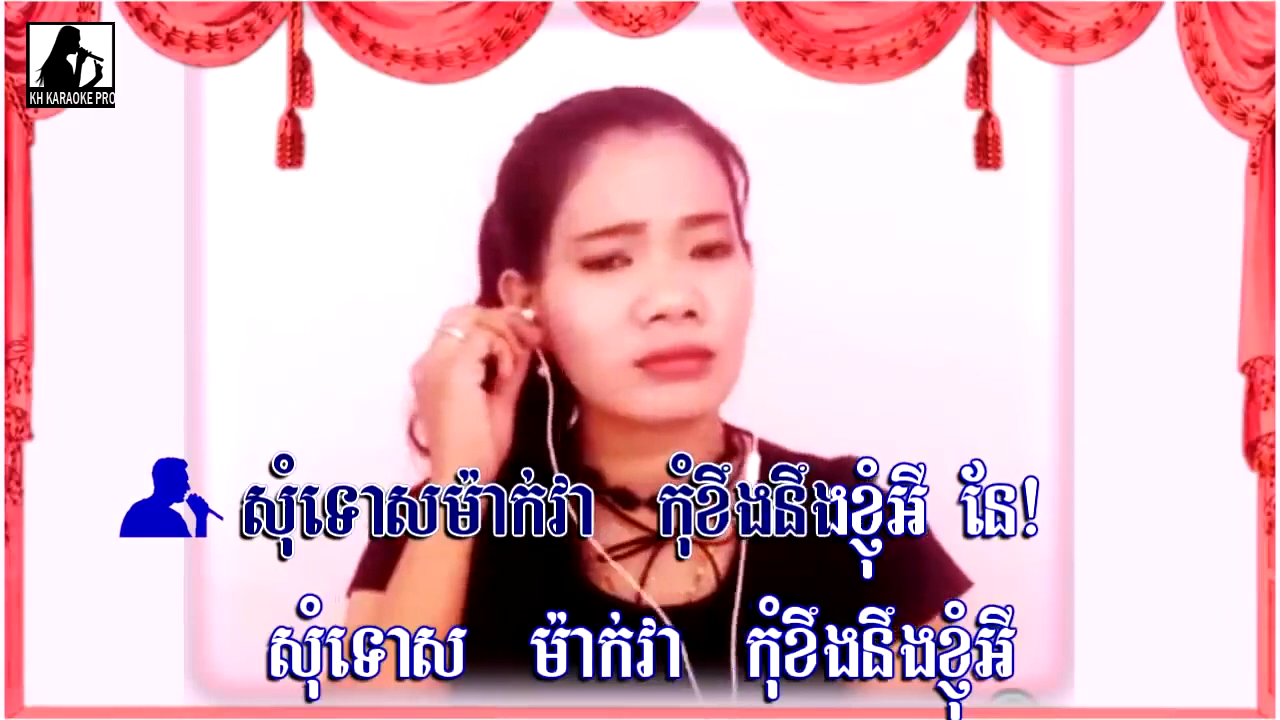 KH KARAOKE PRO
សុំទោសម៉ាក់វា កុំខឹងនឹងខ្ញុំអី នែ!
សុំទោស ម៉ាក់វា កុំខឹងនឹងខ្ញុំអី